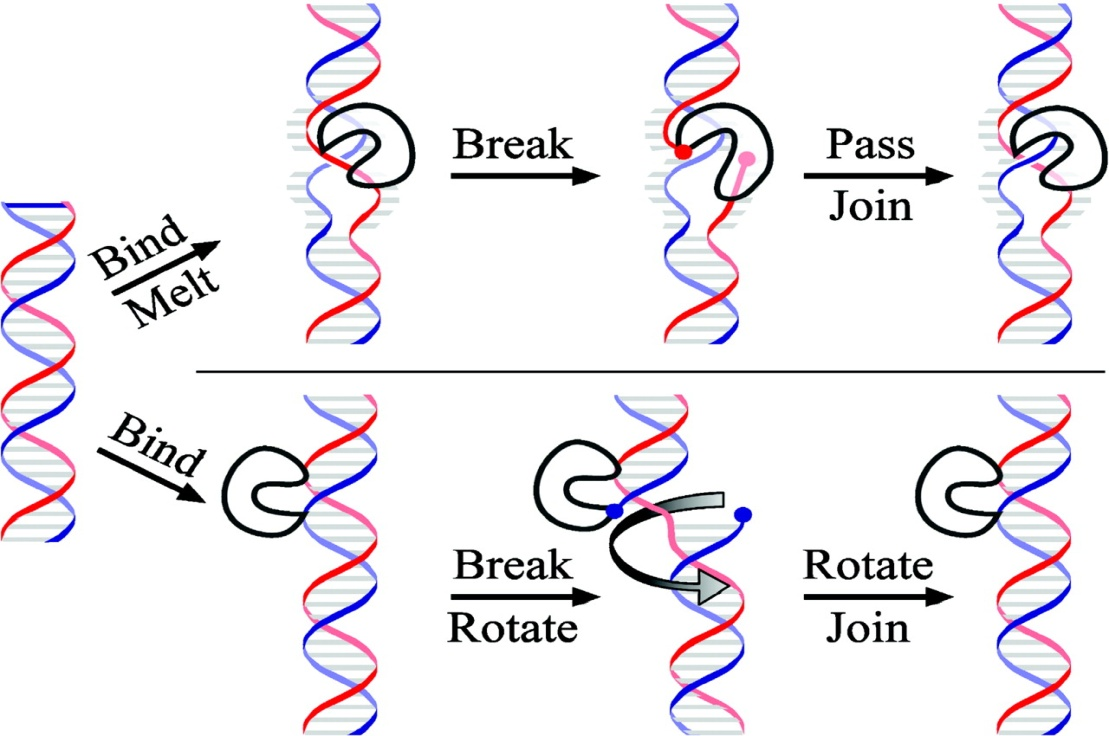 Bind
Melt
Break
Pass
Join
Bind
Break
Rotate
Rotate
Join